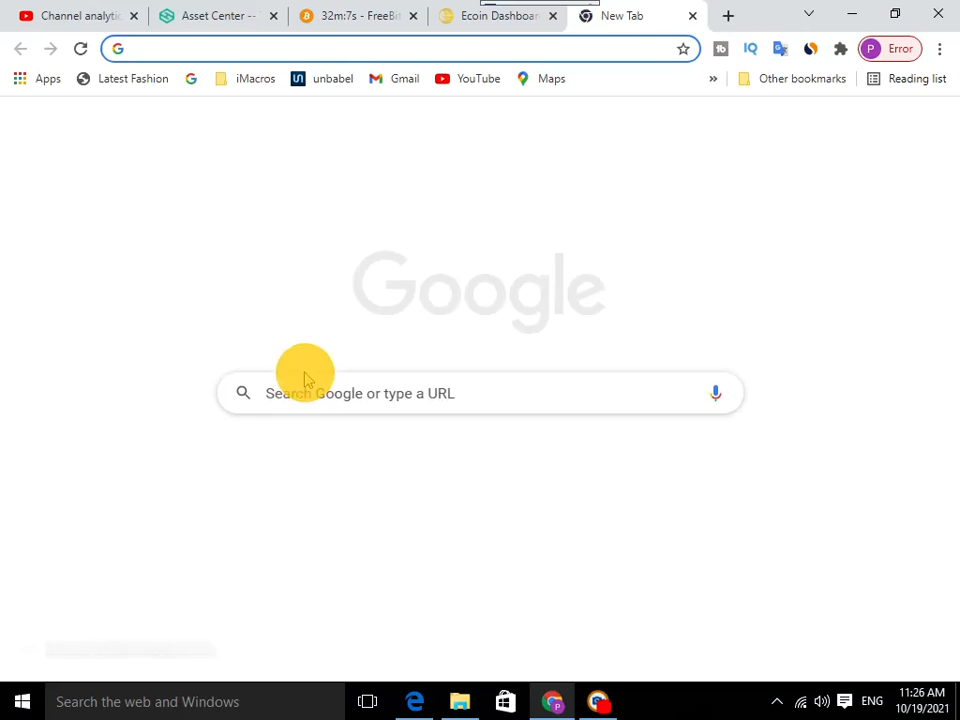 Channel analytic
Asset Center --
32m:7s - FreeBit
Ecoin Dashboar
New Tab
Error
Apps
Latest Fashion
iMacros
unbabel
Gmail
YouTube
Maps
»
Other bookmarks
Reading list
Google
Search Google or type a URL
Search the web and Windows
ENG
11:26 AM
10/19/2021